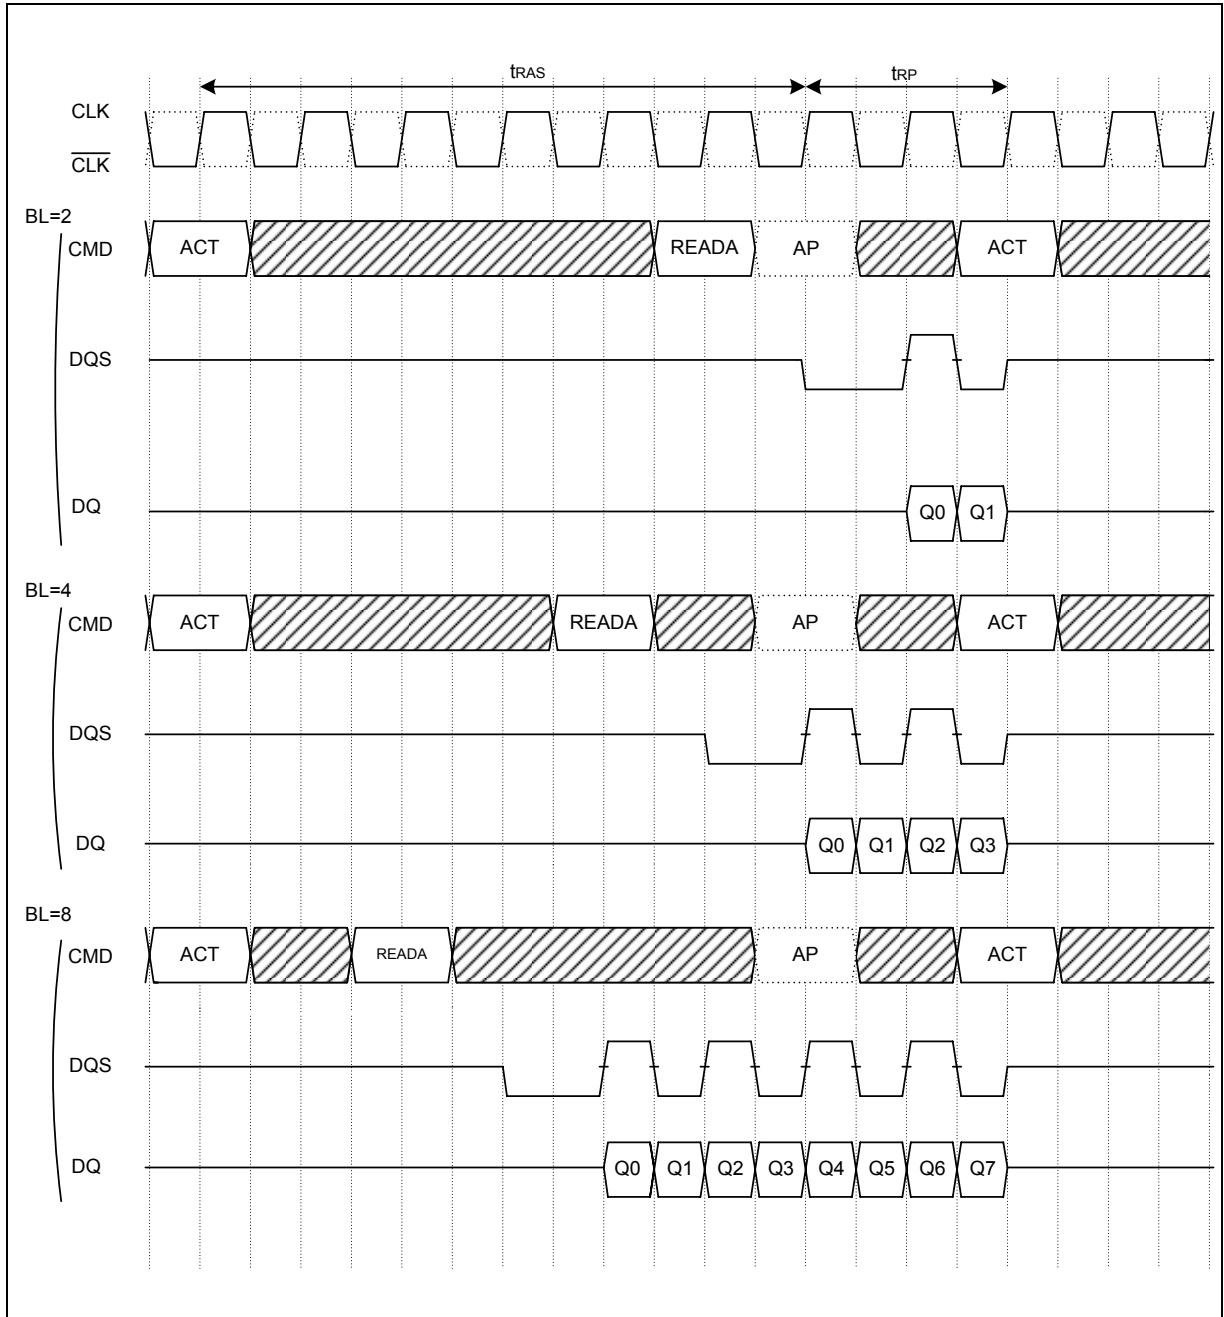 tRAS tRP
CLK
CLK
BL=2
CMD ACT READA AP ACT
DQS
DQ Q0 Q1
BL=4
CMD ACT READA AP ACT
DQS
DQ Q0 Q1 Q2 Q3
BL=8
CMD ACT READA AP ACT
DQS
DQ Q0 Q1 Q2 Q3 Q4 Q5 Q6 Q7